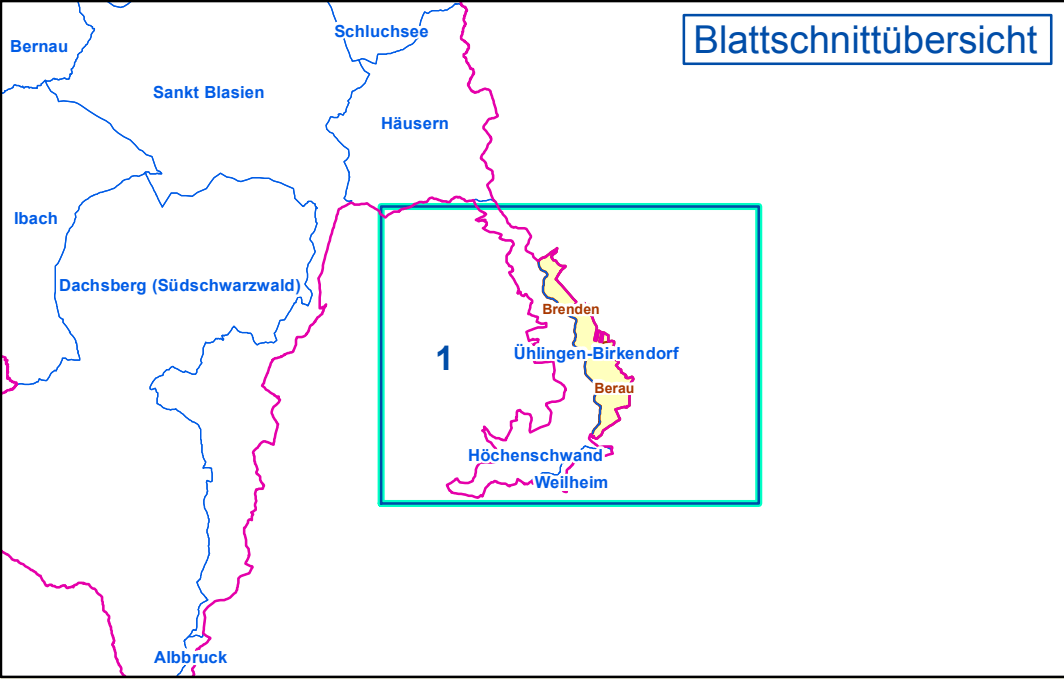 Blattschnittübersicht
Schluchsee
Bernau
Sankt Blasien
Häusern
Ibach
Dachsberg (Südschwarzwald)
Brenden
1
Ühlingen-Birkendorf
Berau
Höchenschwand
Weilheim
Albbruck